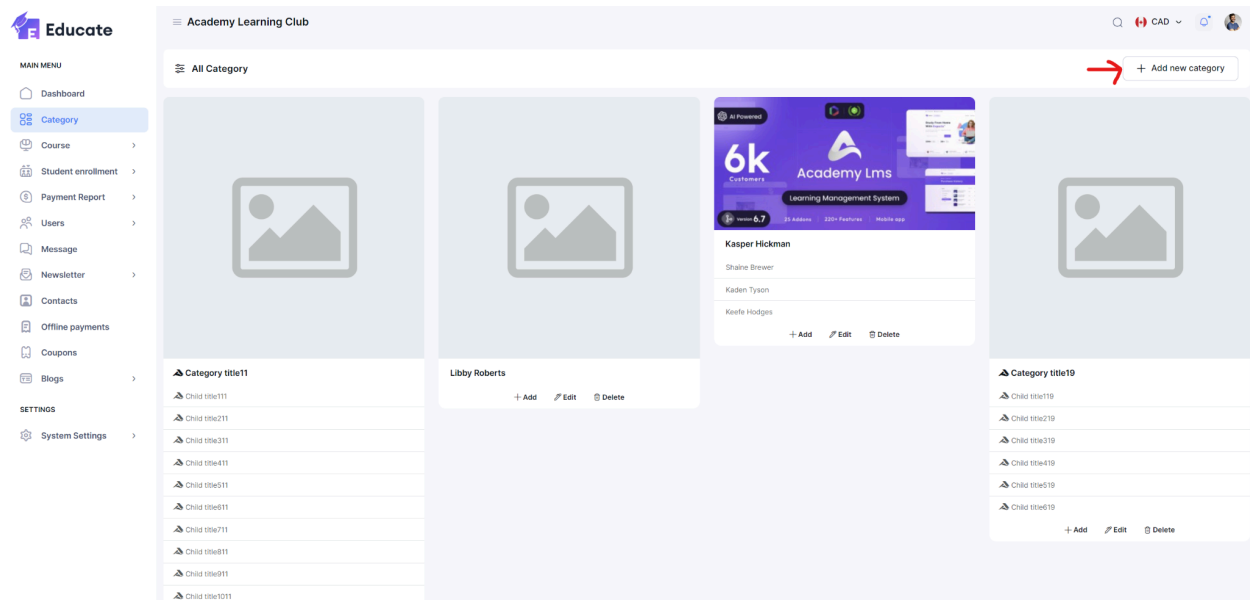 Educate
Academy Learning Club
CAD
MAIN MENU
Dashboard
Category
Course
Student enrollment
Payment Report
Users
Message
Newsletter
Contacts
Offline payments
Coupons
Blogs
SETTINGS
System Settings
All Category
Add new category
Category title11
Child title111
Child title211
Child title311
Child title411
Child title511
Child title611
Child title711
Child title811
Child title911
Child title1011
Libby Roberts
Add Edit Delete
AI Powered
6k
Customers
Academy Lms
Learning Management System
Version 6.7
25 Addons
220+ Features
Mobile app
Kasper Hickman
Shaine Brewer
Kaden Tyson
Keefe Hodges
Add Edit Delete
Category title19
Child title119
Child title219
Child title319
Child title419
Child title519
Child title619
Add Edit Delete